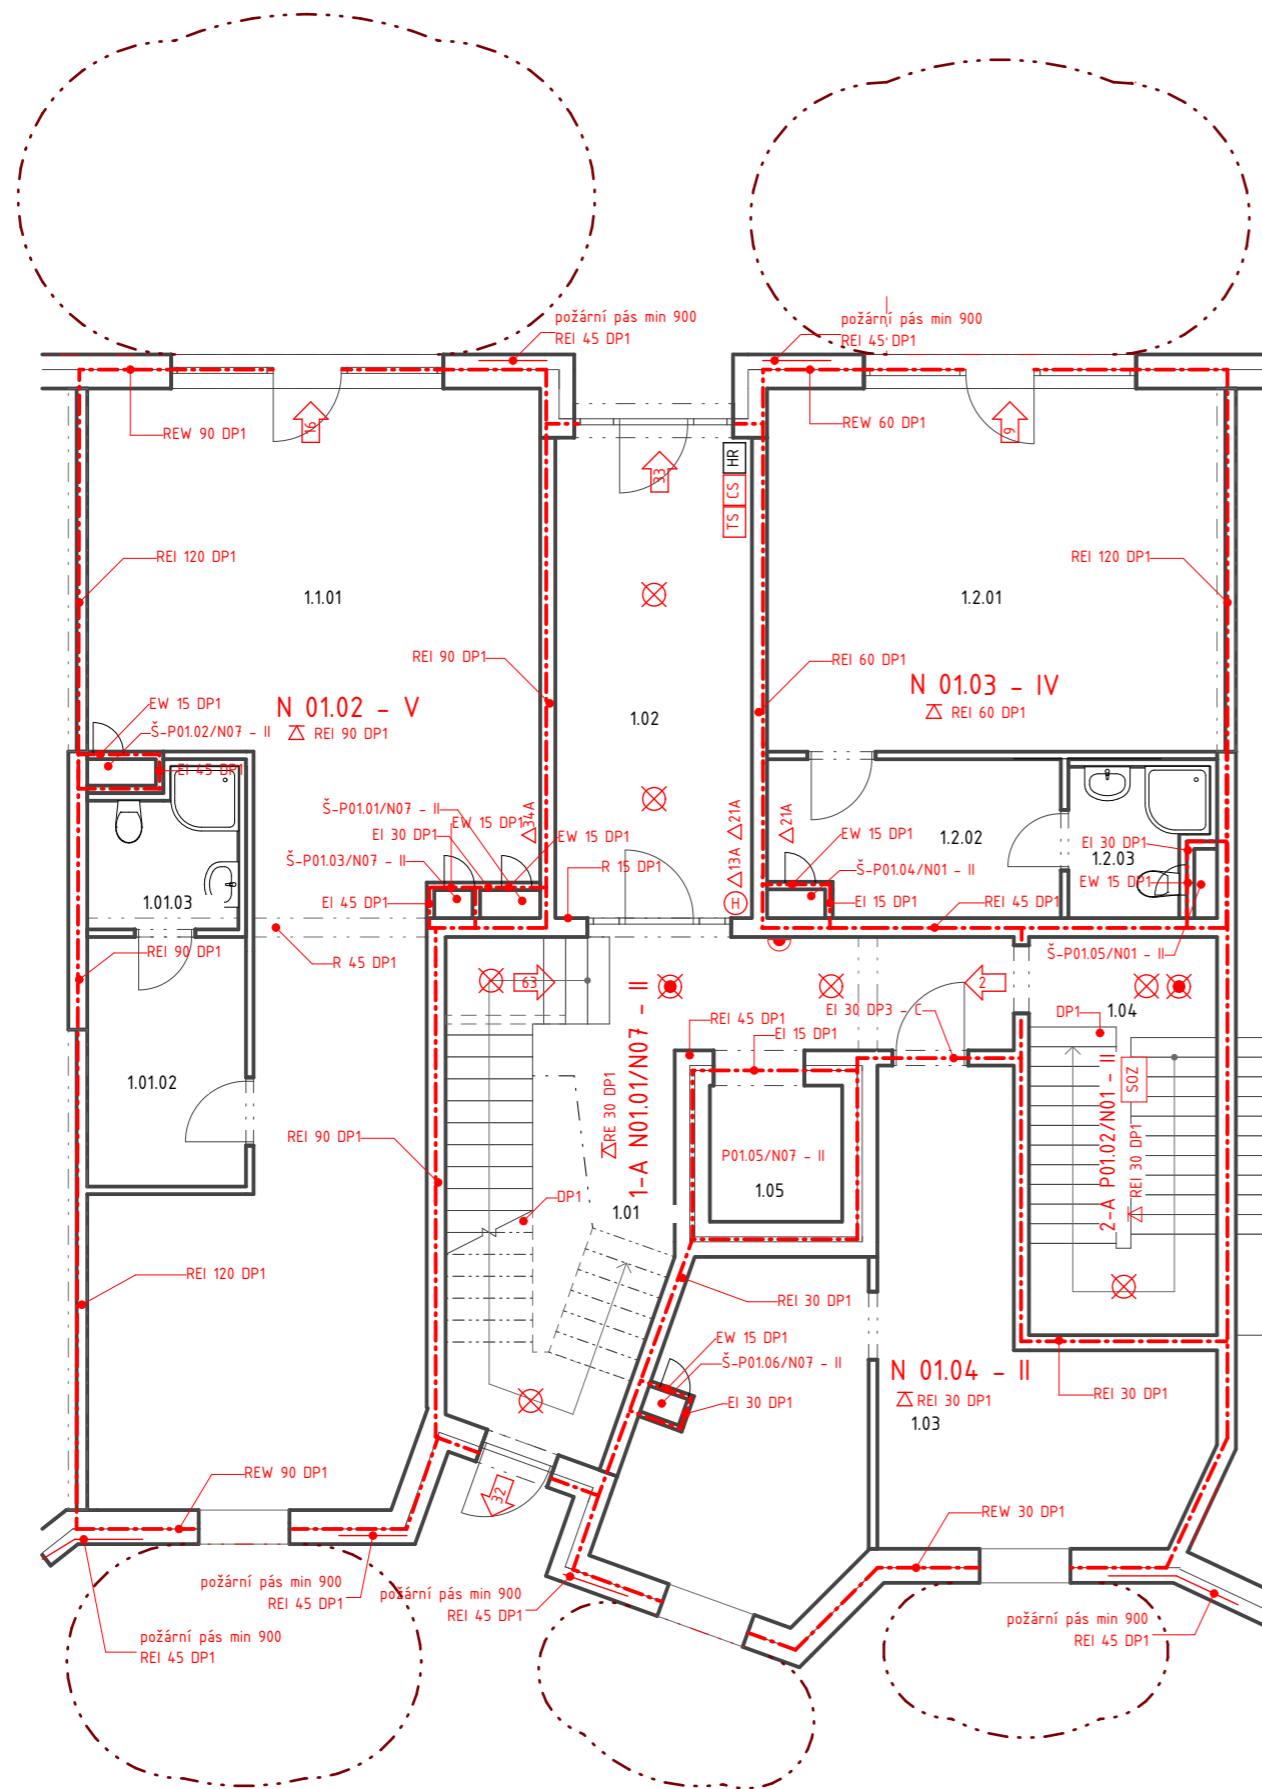 požární pás min 900
REI 45 DP1
požární pás min 900
REI 45 DP1
REW 90 DP1
16
33
REW 60 DP1
9
HR
CS
TS
REI 120 DP1
1.1.01
REI 90 DP1
N 01.02 - V
REI 90 DP1
1.02
REI 60 DP1
1.2.01
REI 120 DP1
N 01.03 - IV
REI 60 DP1
EW 15 DP1
Š-P01.02/N07 - II
EI 45 DP1
Š-P01.01/N07 - II
EI 30 DP1
EW 15 DP1
34A
EW 15 DP1
Š-P01.03/N07 - II
EI 45 DP1
R 15 DP1
13A
21A
H
21A
EW 15 DP1
Š-P01.04/N01 - II
EI 15 DP1
1.2.02
EI 30 DP1
1.2.03
EW 15 DP1
REI 45 DP1
Š-P01.05/N01 - II
1.01.03
REI 90 DP1
R 45 DP1
63
2
EI 30 DP3 - C
REI 45 DP1
EI 15 DP1
DP1
1.04
SOZ
2-A P01.02/N01 - II
REI 30 DP1
1-A N01.01/N07 - II
RE 30 DP1
1.01.02
REI 90 DP1
P01.05/N07 - II
1.05
DP1
1.01
REI 120 DP1
REI 30 DP1
EW 15 DP1
Š-P01.06/N07 - II
EI 30 DP1
N 01.04 - II
REI 30 DP1
1.03
REI 30 DP1
REW 90 DP1
32
REW 30 DP1
požární pás min 900
REI 45 DP1
požární pás min 900
REI 45 DP1
požární pás min 900
REI 45 DP1
požární pás min 900
REI 45 DP1